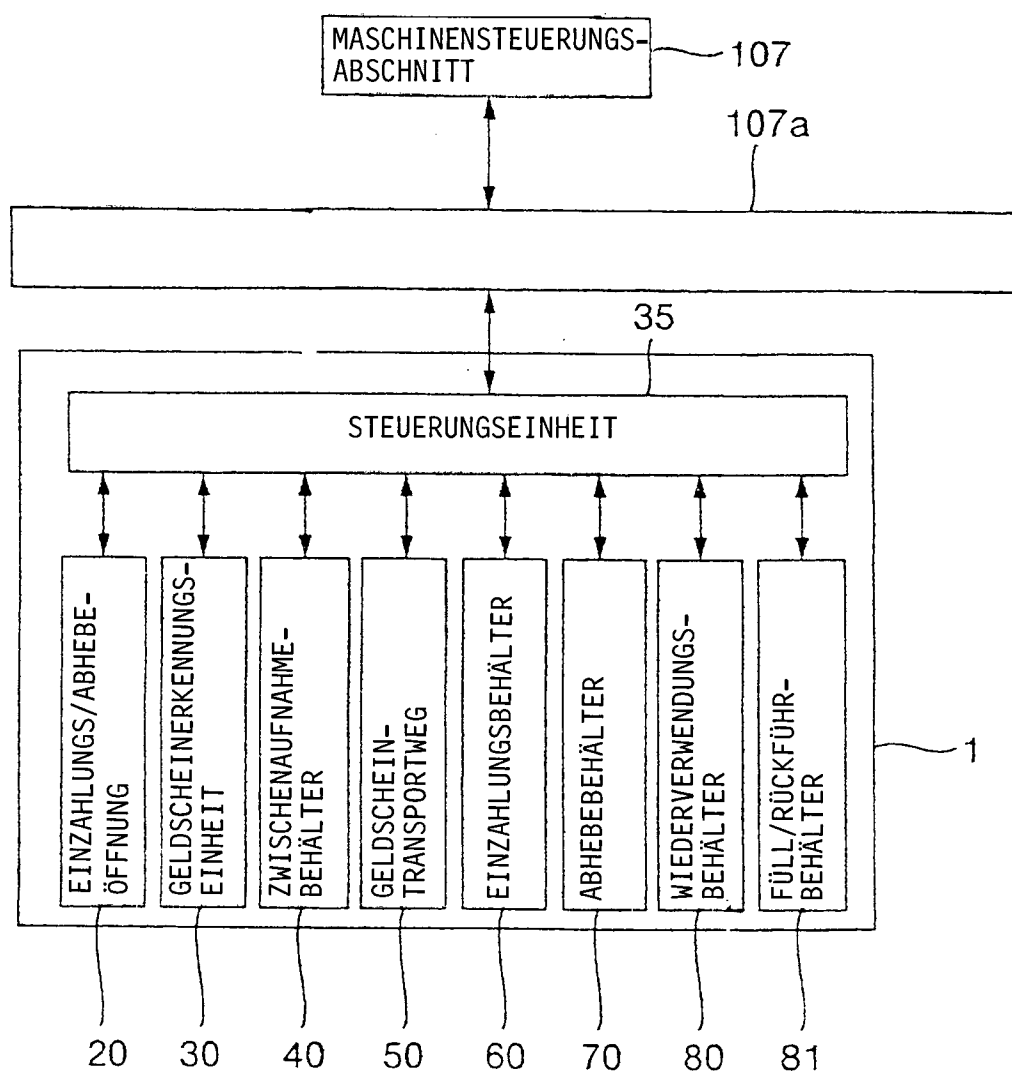 MASCHINENSTEUERUNGS-
ABSCHNITT
107
107a
35
STEUERUNGSEINHEIT
EINZAHLUNGS/ABHEBE-
ÖFFNUNG
GELDSCHEINERKENNUNGS-
EINHEIT
ZWISCHENAUFNAHME-
BEHÄLTER
GELDSCHEIN-
TRANSPORTWEG
EINZAHLUNGSBEHÄLTER
ABHEBEBEHÄLTER
WIEDERVERWENDUNGS-
BEHÄLTER
FÜLL/RÜCKFÜHR-
BEHÄLTER
1
20
30
40
50
60
70
80
81